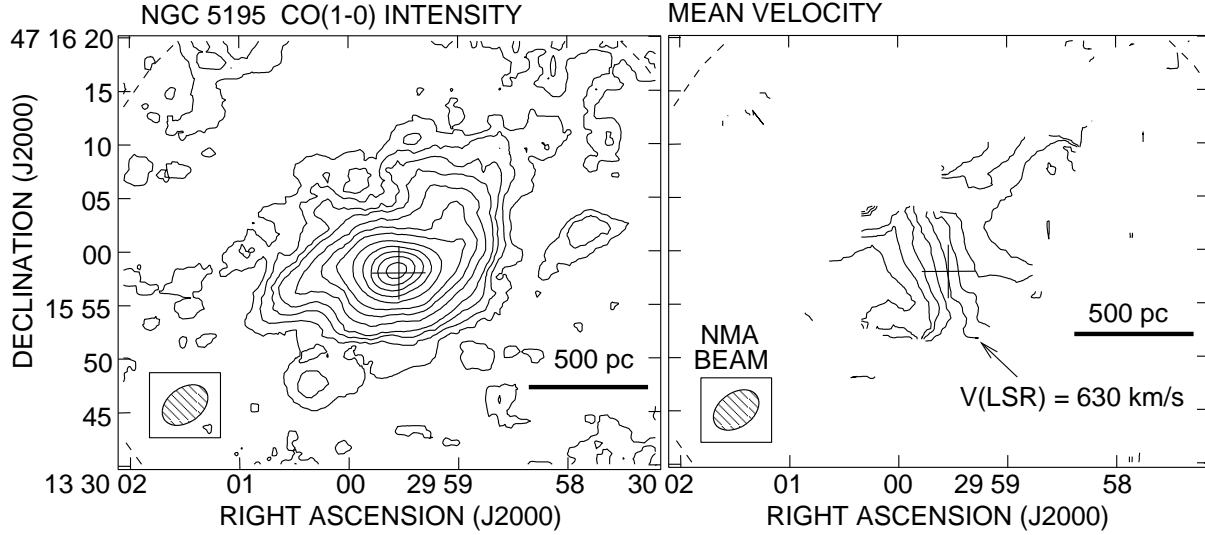 NGC 5195 CO(1-0) INTENSITY
MEAN VELOCITY
47 16 20
15
10
05
00
15 55
50
45
DECLINATION (J2000)
500 pc
13 30 02
01
00
29 59
58
30
RIGHT ASCENSION (J2000)
NMA
BEAM
500 pc
V(LSR) = 630 km/s
02
01
00
29 59
58
RIGHT ASCENSION (J2000)